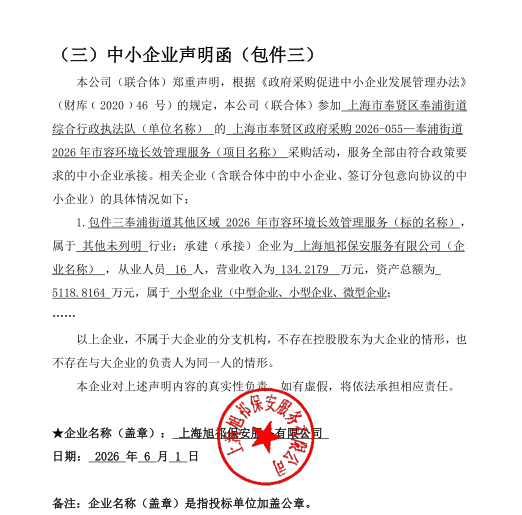 （三）中小企业声明函（包件三）
本公司（联合体）郑重声明，根据《政府采购促进中小企业发展管理办法》
（财库﹝2020﹞46 号）的规定，本公司（联合体）参加 上海市奉贤区奉浦街道
综合行政执法队（单位名称） 的 上海市奉贤区政府采购 2026-055—奉浦街道
2026 年市容环境长效管理服务（项目名称） 采购活动，服务全部由符合政策要
求的中小企业承接。相关企业（含联合体中的中小企业、签订分包意向协议的中
小企业）的具体情况如下：
1.包件三奉浦街道其他区域 2026 年市容环境长效管理服务（标的名称），
属于 其他未列明 行业；承建（承接）企业为 上海旭祁保安服务有限公司（企
业名称） ，从业人员 16 人，营业收入为 134.2179 万元，资产总额为
5118.8164 万元，属于 小型企业（中型企业、小型企业、微型企业；
……
以上企业，不属于大企业的分支机构，不存在控股股东为大企业的情形，也
不存在与大企业的负责人为同一人的情形。
本企业对上述声明内容的真实性负责。如有虚假，将依法承担相应责任。
★企业名称（盖章）： 上海旭祁保安服务有限公司
日期： 2026 年 6 月 1 日
上海旭祁保安服务有限公司
备注：企业名称（盖章）是指投标单位加盖公章。